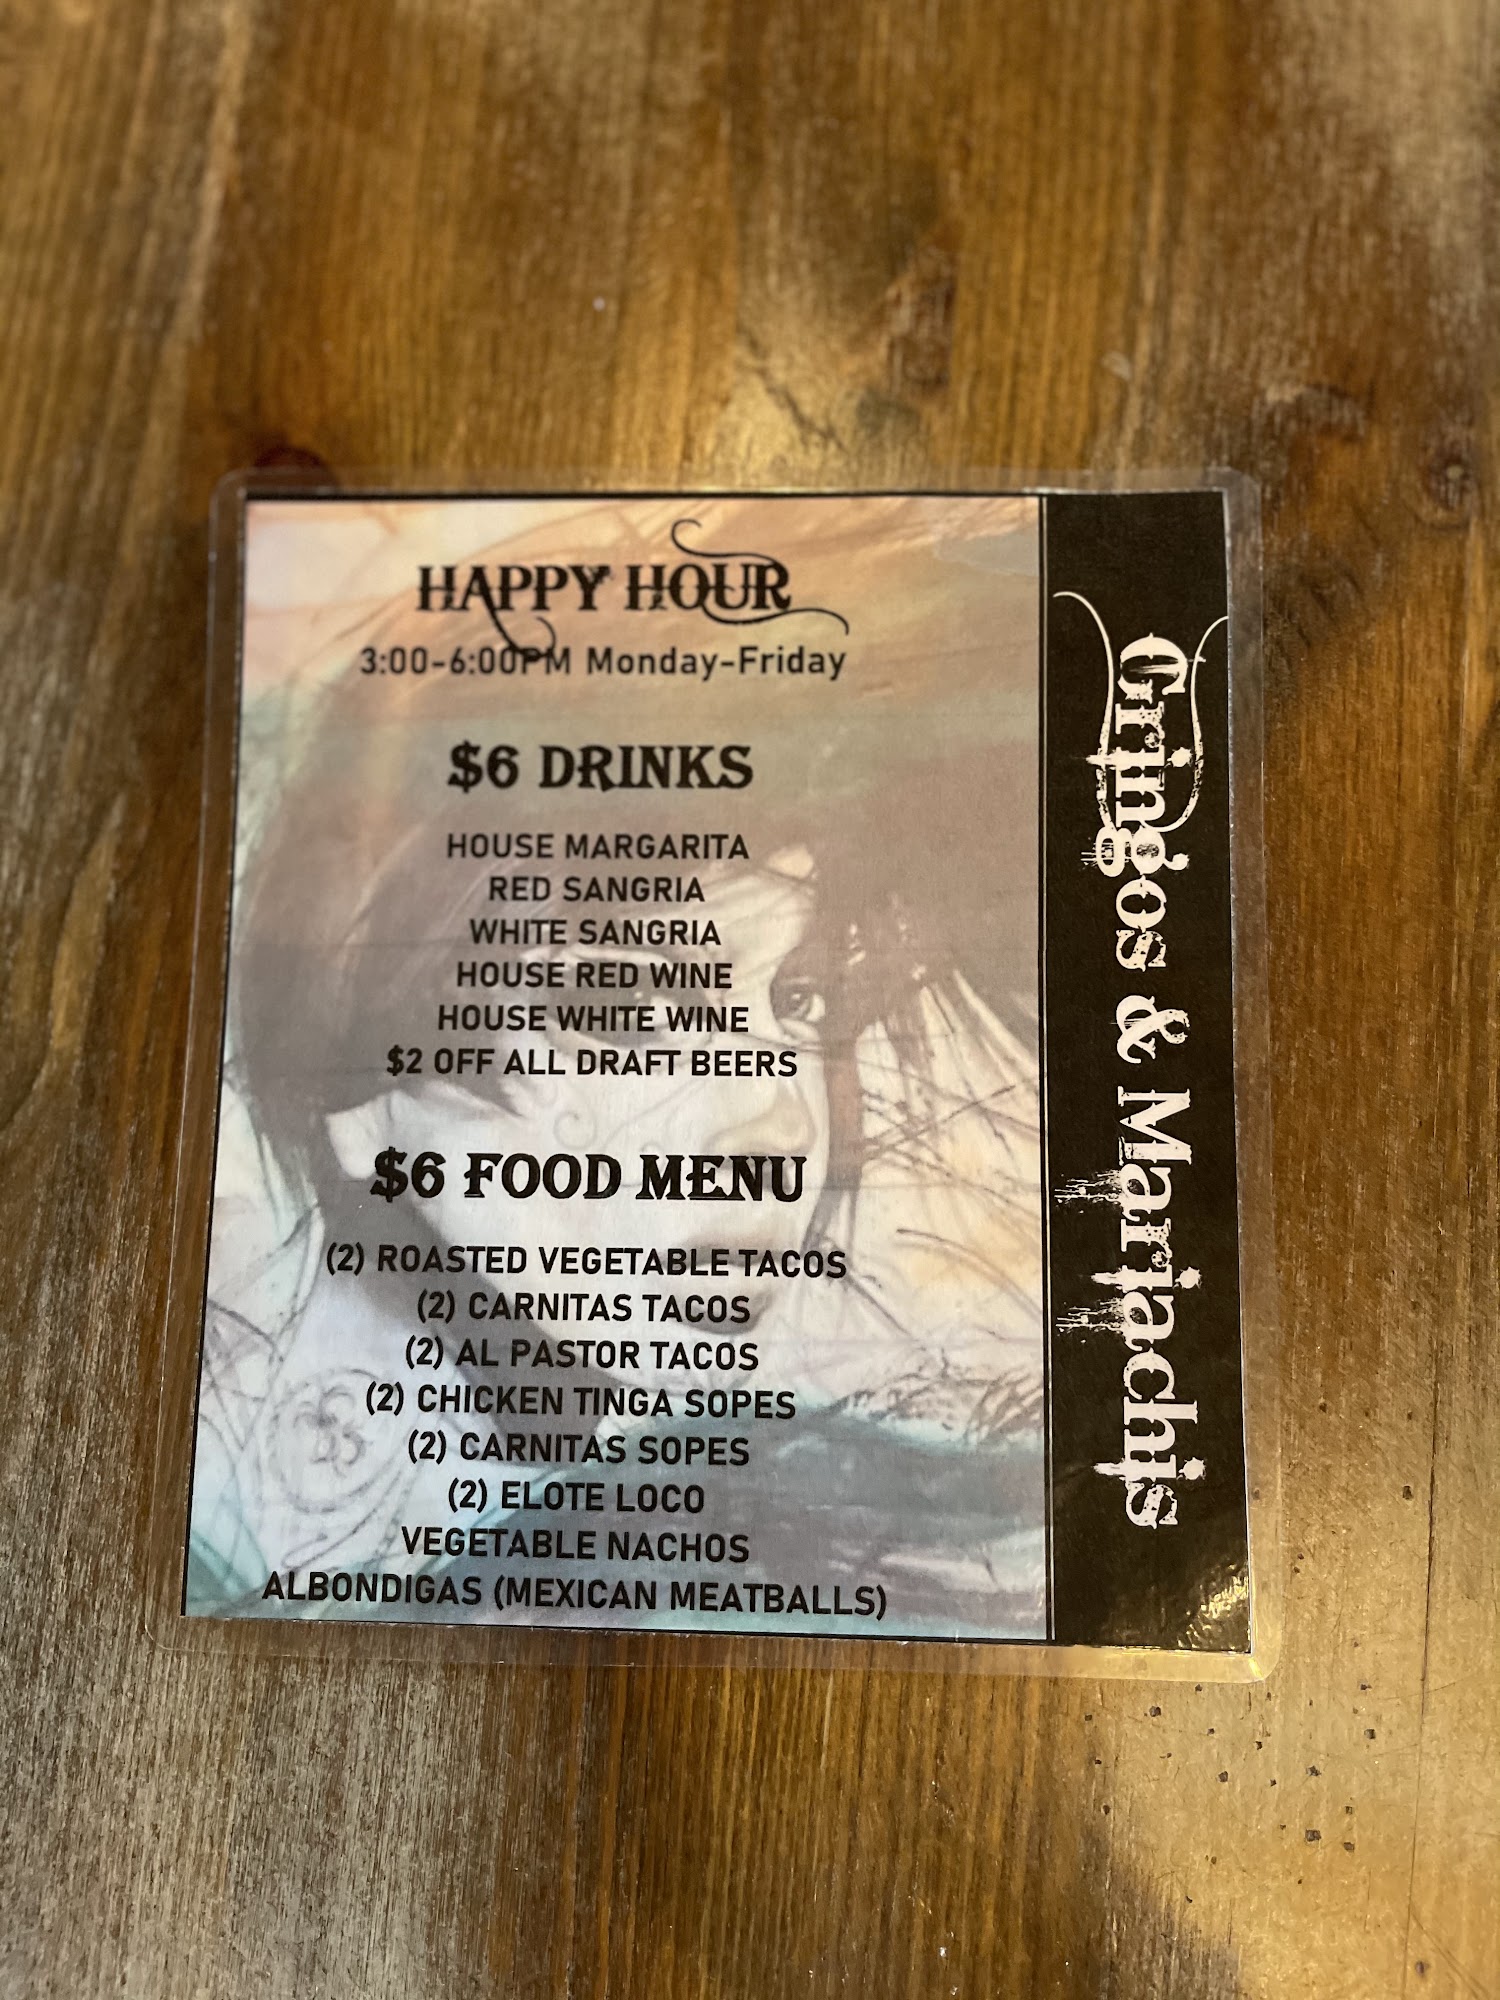 HAPPY HOUR
3:00-6:00PM Monday-Friday
$6 DRINKS
HOUSE MARGARITA
RED SANGRIA
WHITE SANGRIA
HOUSE RED WINE
HOUSE WHITE WINE
$2 OFF ALL DRAFT BEERS
$6 FOOD MENU
(2) ROASTED VEGETABLE TACOS
(2) CARNITAS TACOS
(2) AL PASTOR TACOS
(2) CHICKEN TINGA SOPES
(2) CARNITAS SOPES
(2) ELOTE LOCO
VEGETABLE NACHOS
ALBONDIGAS (MEXICAN MEATBALLS)
Gringos & Mariachis